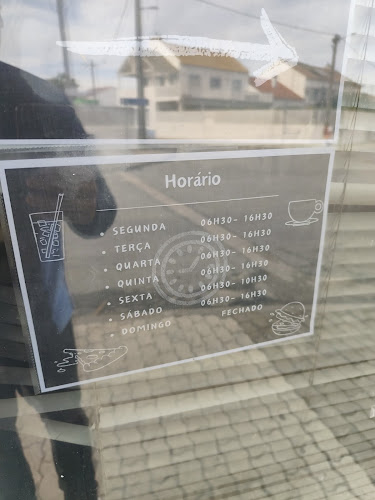 Horário
• SEGUNDA 06H30- 16H30
• TERÇA 06H30- 16H30
• QUARTA 06H30- 16H30
• QUINTA 06H30- 16H30
• SEXTA 06H30- 10H30
• SÁBADO 06H30- 16H30
• DOMINGO FECHADO